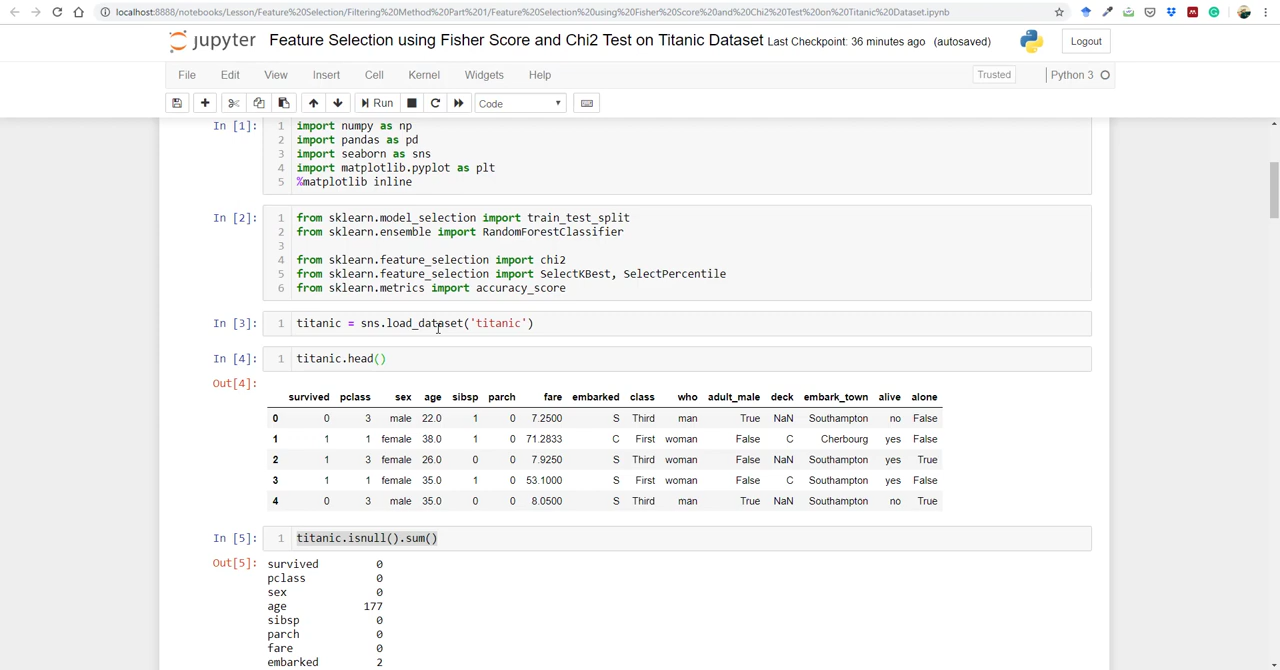 localhost:8888/notebooks/Lesson/Feature%20Selection/Filtering%20Method%20Part%201/Feature%20Selection%20using%20Fisher%20Score%20and%20Chi2%20Test%20on%20Titanic%20Dataset.ipynb
jupyter Feature Selection using Fisher Score and Chi2 Test on Titanic Dataset Last Checkpoint: 36 minutes ago (autosaved) Logout
File Edit View Insert Cell Kernel Widgets Help Trusted Python 3
Run Code
In [1]: 1 import numpy as np
2 import pandas as pd
3 import seaborn as sns
4 import matplotlib.pyplot as plt
5 %matplotlib inline
In [2]: 1 from sklearn.model_selection import train_test_split
2 from sklearn.ensemble import RandomForestClassifier
3
4 from sklearn.feature_selection import chi2
5 from sklearn.feature_selection import SelectKBest, SelectPercentile
6 from sklearn.metrics import accuracy_score
In [3]: 1 titanic = sns.load_dataset('titanic')
In [4]: 1 titanic.head()
Out[4]:
survived pclass sex age sibsp parch fare embarked class who adult_male deck embark_town alive alone
0 0 3 male 22.0 1 0 7.2500 S Third man True NaN Southampton no False
1 1 1 female 38.0 1 0 71.2833 C First woman False C Cherbourg yes False
2 1 3 female 26.0 0 0 7.9250 S Third woman False NaN Southampton yes True
3 1 1 female 35.0 1 0 53.1000 S First woman False C Southampton yes False
4 0 3 male 35.0 0 0 8.0500 S Third man True NaN Southampton no True
In [5]: 1 titanic.isnull().sum()
Out[5]: survived 0
pclass 0
sex 0
age 177
sibsp 0
parch 0
fare 0
embarked 2